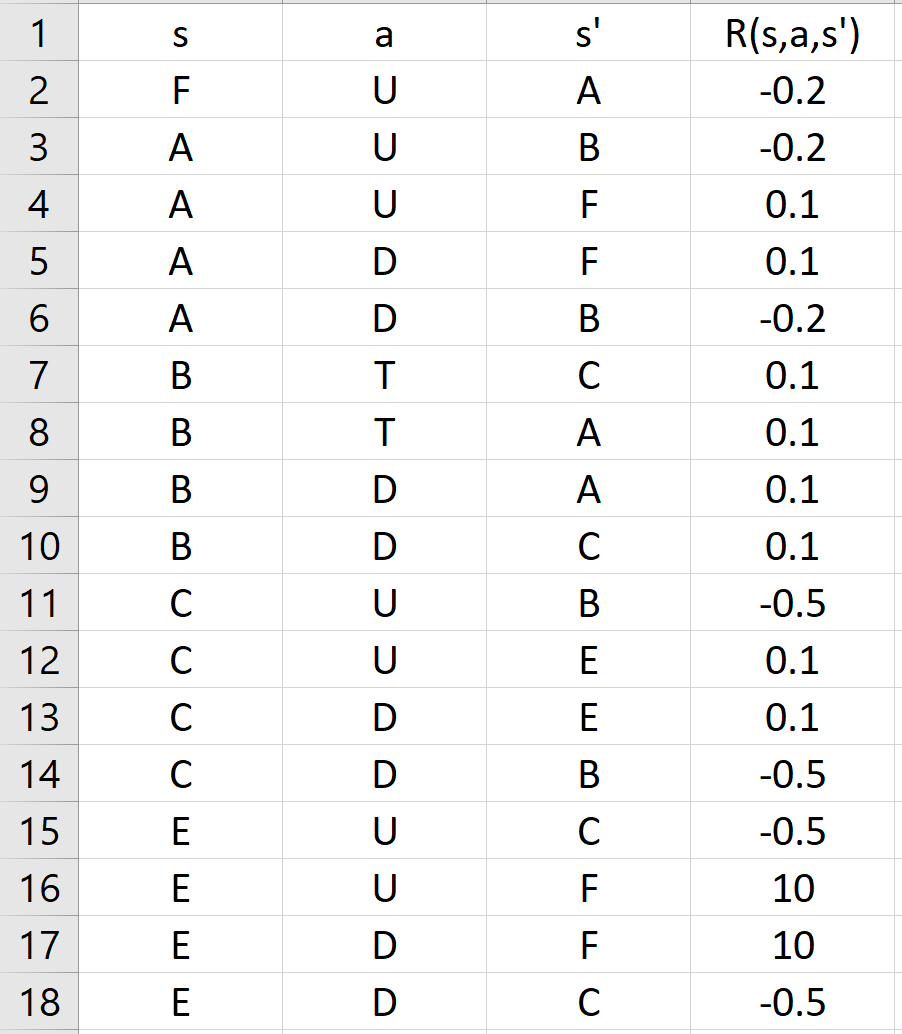 1 s a s' R(s,a,s')
2 F U A -0.2
3 A U B -0.2
4 A U F 0.1
5 A D F 0.1
6 A D B -0.2
7 B T C 0.1
8 B T A 0.1
9 B D A 0.1
10 B D C 0.1
11 C U B -0.5
12 C U E 0.1
13 C D E 0.1
14 C D B -0.5
15 E U C -0.5
16 E U F 10
17 E D F 10
18 E D C -0.5